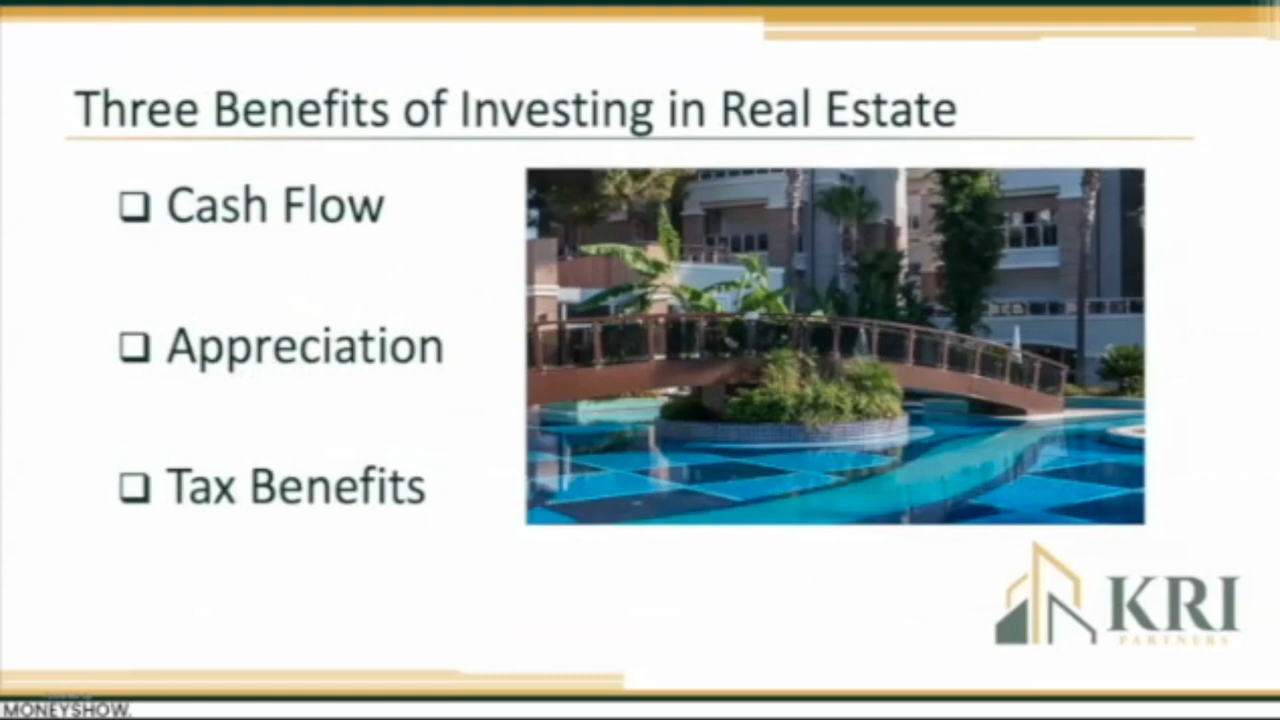 Three Benefits of Investing in Real Estate
Cash Flow
Appreciation
Tax Benefits
KRI
PARTNERS
MONEYSHOW.